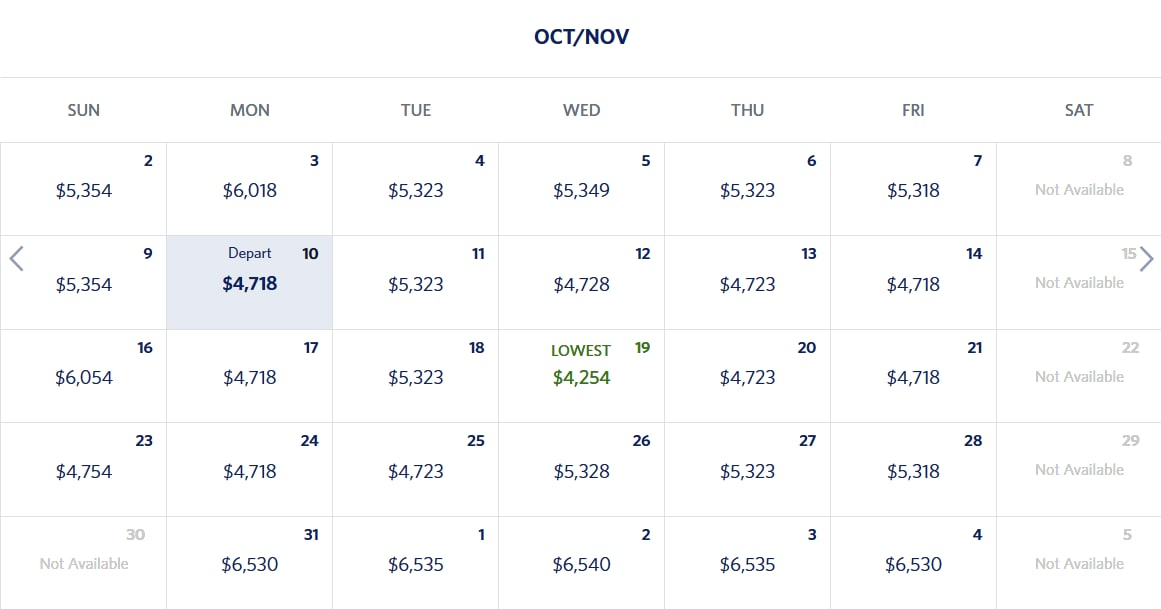 OCT/NOV
SUN MON TUE WED THU FRI SAT
2 3 4 5 6 7 8
$5,354 $6,018 $5,323 $5,349 $5,323 $5,318 Not Available
9 Depart 10 11 12 13 14 15
$5,354 $4,718 $5,323 $4,728 $4,723 $4,718 Not Available
16 17 18 LOWEST 19 20 21 22
$6,054 $4,718 $5,323 $4,254 $4,723 $4,718 Not Available
23 24 25 26 27 28 29
$4,754 $4,718 $4,723 $5,328 $5,323 $5,318 Not Available
30 31 1 2 3 4 5
Not Available $6,530 $6,535 $6,540 $6,535 $6,530 Not Available